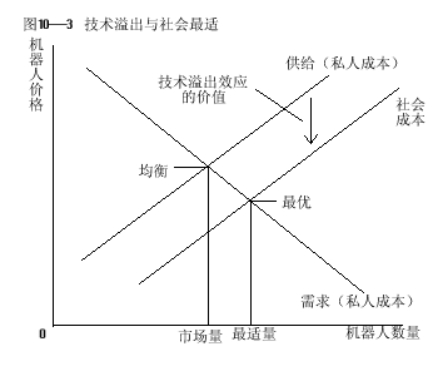 图10—3 技术溢出与社会最适
机器人价格
供给（私人成本）
技术溢出效应
的价值
社会
成本
均衡
最优
需求（私人成本）
0
市场量
最适量
机器人数量